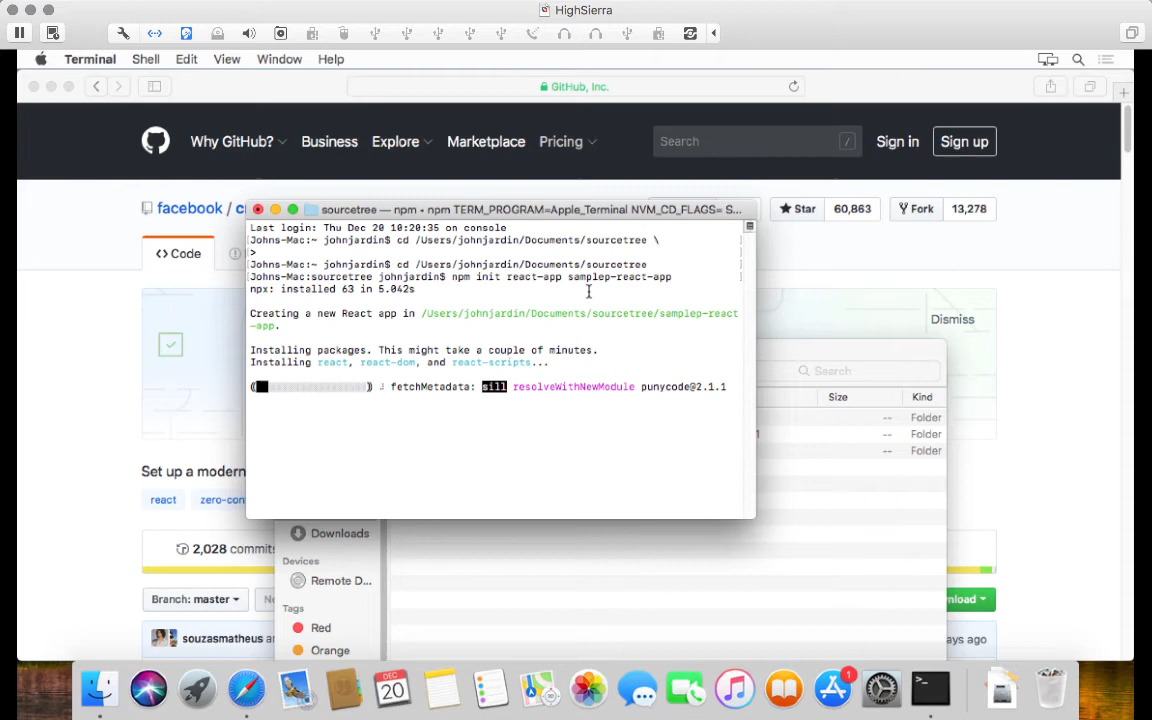 HighSierra
Terminal Shell Edit View Window Help
GitHub, Inc.
Why GitHub? Business Explore Marketplace Pricing
Search /
Sign in Sign up
facebook /
Star 60,863 Fork 13,278
Code
sourcetree — npm • npm TERM_PROGRAM=Apple_Terminal NVM_CD_FLAGS= S...
Last login: Thu Dec 20 10:20:35 on console
[Johns-Mac:~ johnjardin$ cd /Users/johnjardin/Documents/sourcetree \ ]
[> ]
[Johns-Mac:~ johnjardin$ cd /Users/johnjardin/Documents/sourcetree ]
[Johns-Mac:sourcetree johnjardin$ npm init react-app samplep-react-app ]
npx: installed 63 in 5.042s
Creating a new React app in /Users/johnjardin/Documents/sourcetree/samplep-react
-app.
Installing packages. This might take a couple of minutes.
Installing react, react-dom, and react-scripts...
fetchMetadata: sill resolveWithNewModule punycode@2.1.1
Dismiss
Search
Size Kind
-- Folder
-- Folder
-- Folder
Set up a modern
react zero-con
2,028 commits
Branch: master
souzasmatheus
Downloads
Devices
Remote D...
Tags
Red
Orange
nload
ays ago
DEC
20
1
>_